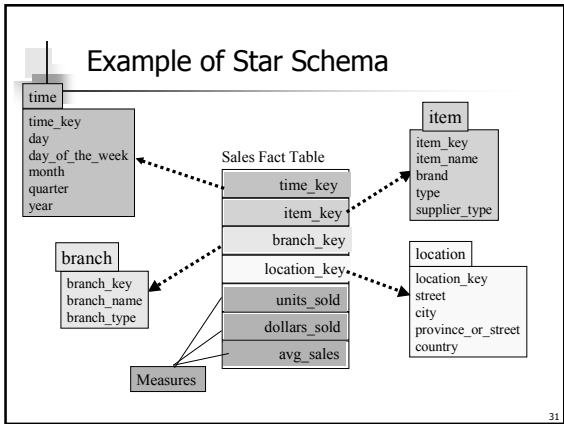 Example of Star Schema
time
time_key
day
day_of_the_week
month
quarter
year
item
item_key
item_name
brand
type
supplier_type
Sales Fact Table
time_key
item_key
branch_key
location_key
units_sold
dollars_sold
avg_sales
branch
branch_key
branch_name
branch_type
location
location_key
street
city
province_or_street
country
Measures
31